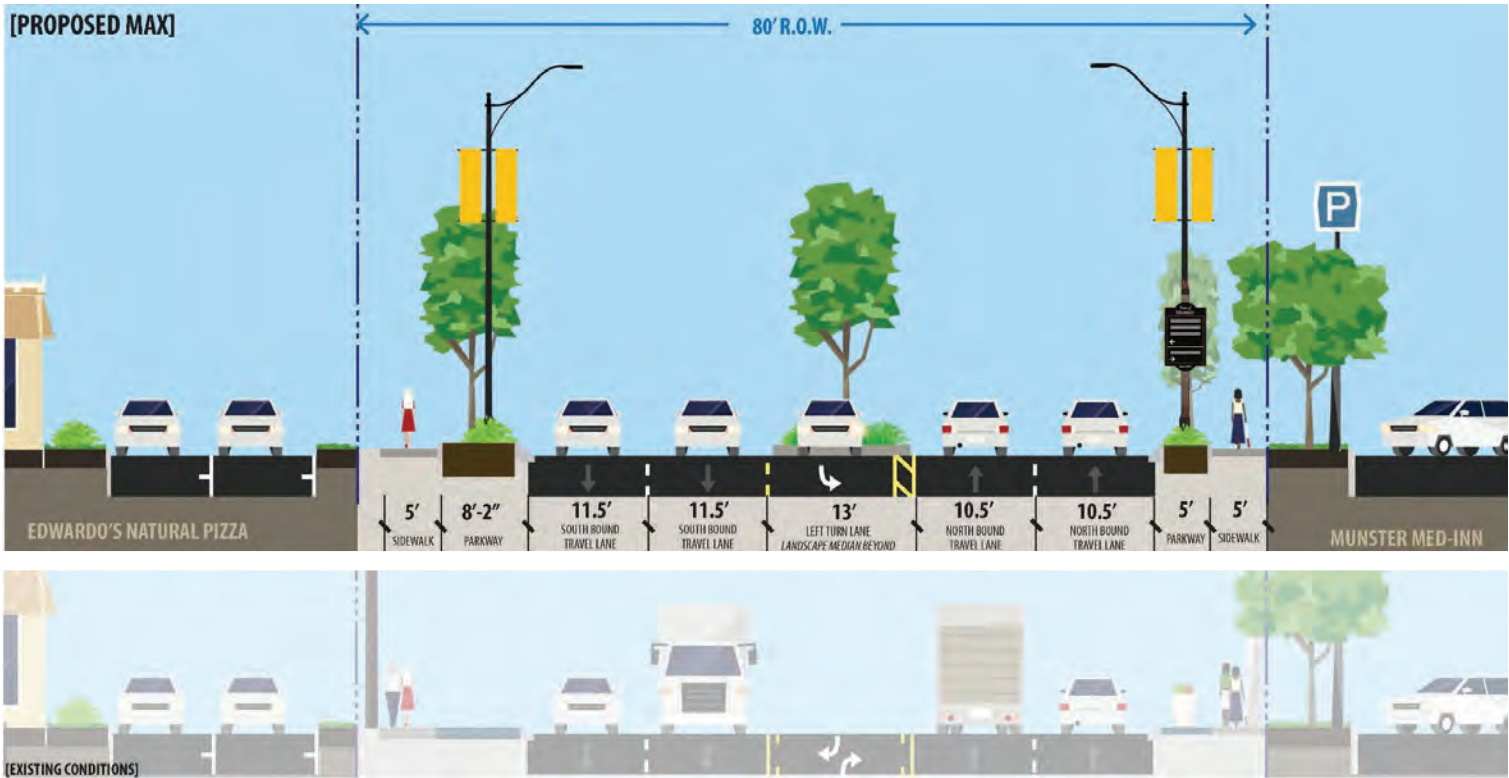 [PROPOSED MAX]
80' R.O.W.
P
EDWARDO'S NATURAL PIZZA
5'
SIDEWALK
8'-2"
PARKWAY
11.5'
SOUTH BOUND
TRAVEL LANE
11.5'
SOUTH BOUND
TRAVEL LANE
13'
LEFT TURN LANE
LANDSCAPE MEDIAN BEYOND
10.5'
NORTH BOUND
TRAVEL LANE
10.5'
NORTH BOUND
TRAVEL LANE
5'
PARKWAY
5'
SIDEWALK
MUNSTER MED-INN
[EXISTING CONDITIONS]